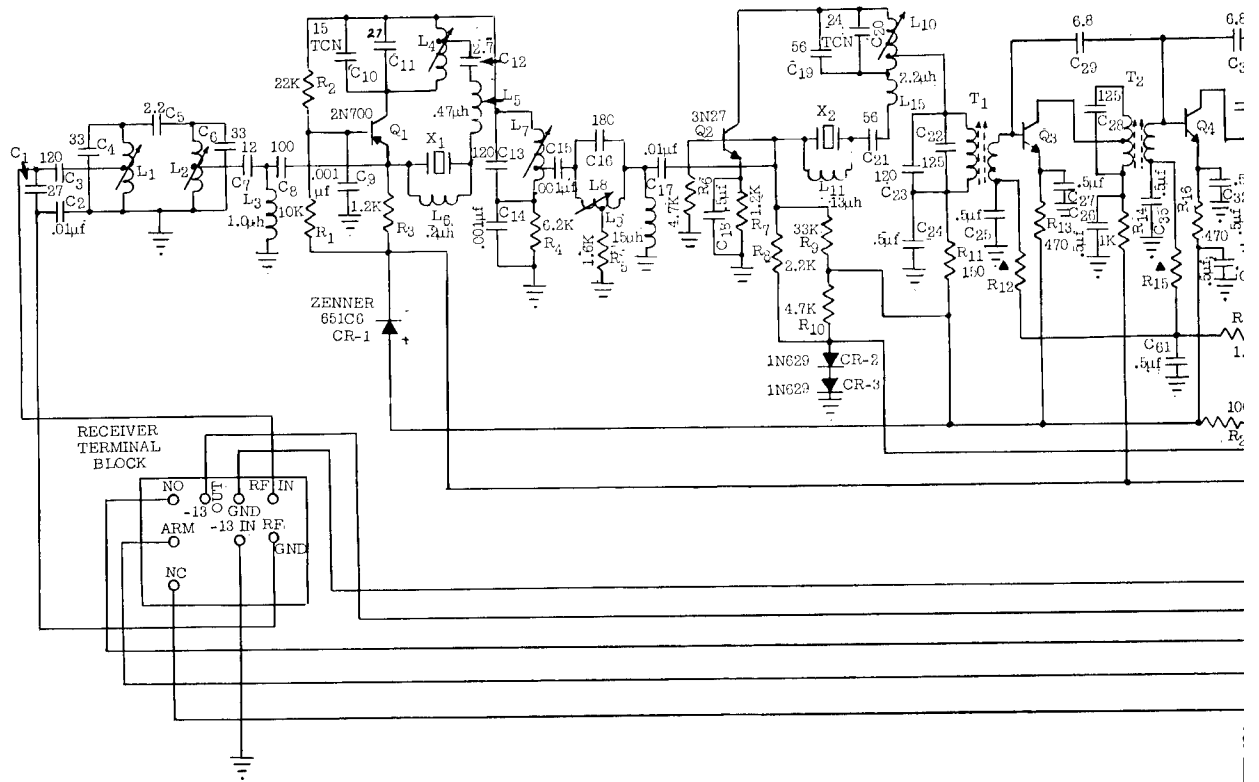 15
TCN
27
C10
C11
L4
2.7
C12
22K
R2
2N700
Q1
.47μh
L5
X1
2.2
C5
33
C4
L1
C6
33
L2
C1
120
C3
27
C2
.01μf
12
C7
100
C8
L3
1.0μh
.001
μf
C9
10K
R1
1.2K
R3
L6
120
C13
L7
C14
.001μf
C15
.001μf
180
C16
L8
6.2K
R4
1.6K
R5
15μh
.01μf
C17
ZENNER
651C6
CR-1
+
24
TCN
C20
L10
56
C19
3N27
Q2
2.2μh
L15
X2
56
C21
L11
.13μh
4.7K
R6
C18
1.2K
R7
R8
2.2K
33K
R9
4.7K
R10
1N629
CR-2
1N629
CR-3
T1
C22
125
120
C23
.5μf
C24
.5μf
C25
R11
150
R12
Q3
.5μf
C27
R13
470
6.8
C29
T2
125
C28
C26
.5μf
1K
R14
.5μf
R15
C61
.5μf
Q4
R16
470
.5μf
6.8
RECEIVER
TERMINAL
BLOCK
NO
-13
OUT
GND
RF IN
ARM
-13 IN
RF
GND
NC